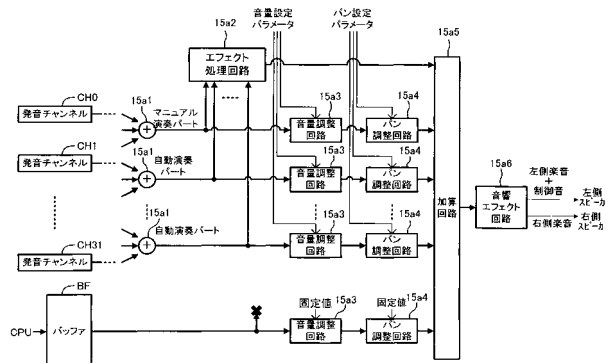 音量設定
パラメータ
パン設定
パラメータ
15a2
15a5
エフェクト
処理回路
CH0
発音チャンネル
15a1
マニュアル
演奏パート
15a3
音量調整
回路
15a4
パン
調整回路
CH1
発音チャンネル
15a1
自動演奏
パート
15a3
音量調整
回路
15a4
パン
調整回路
加算
回路
15a6
音響
エフェクト
回路
左側楽音
+
制御音
左側
スピーカ
右側楽音
右側
スピーカ
15a1
自動演奏パート
CH31
発音チャンネル
15a3
音量調整
回路
15a4
パン
調整回路
BF
CPU
バッファ
固定値
15a3
音量調整
回路
固定値
15a4
パン
調整回路